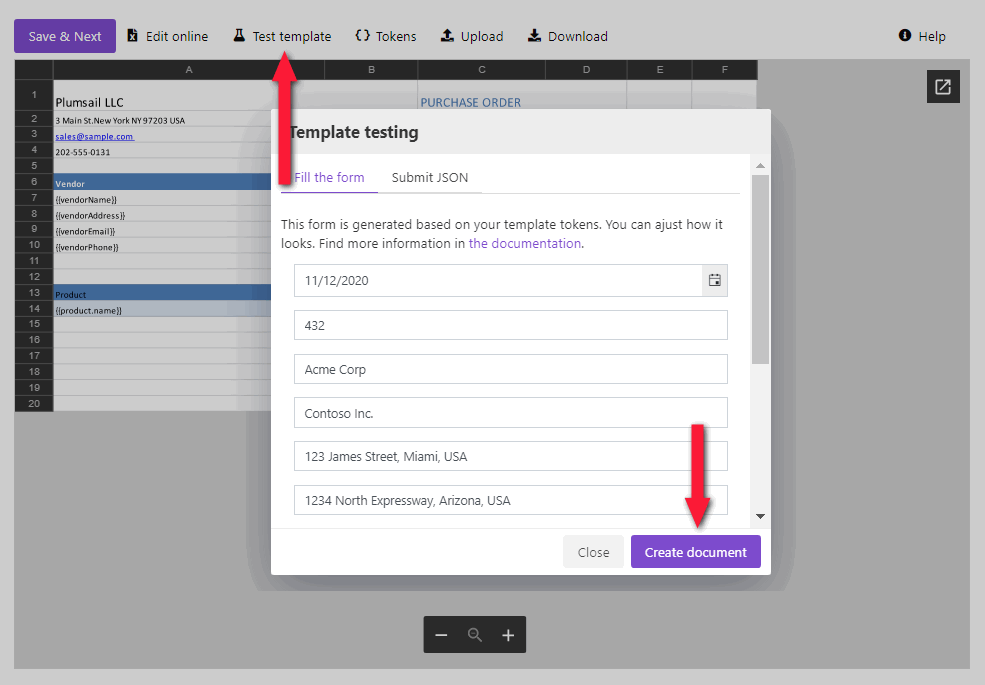 Save & Next Edit online Test template Tokens Upload Download Help
A B C D E F
1 Plumsail LLC PURCHASE ORDER
2 3 Main St.New York NY 97203 USA
3 sales@sample.com
4 202-555-0131
5
6 Vendor
7 {{vendorName}}
8 {{vendorAddress}}
9 {{vendorEmail}}
10 {{vendorPhone}}
11
12
13 Product
14 {{product.name}}
15
16
17
18
19
20
Template testing
Fill the form Submit JSON
This form is generated based on your template tokens. You can ajust how it
looks. Find more information in the documentation.
11/12/2020
432
Acme Corp
Contoso Inc.
123 James Street, Miami, USA
1234 North Expressway, Arizona, USA
Close Create document